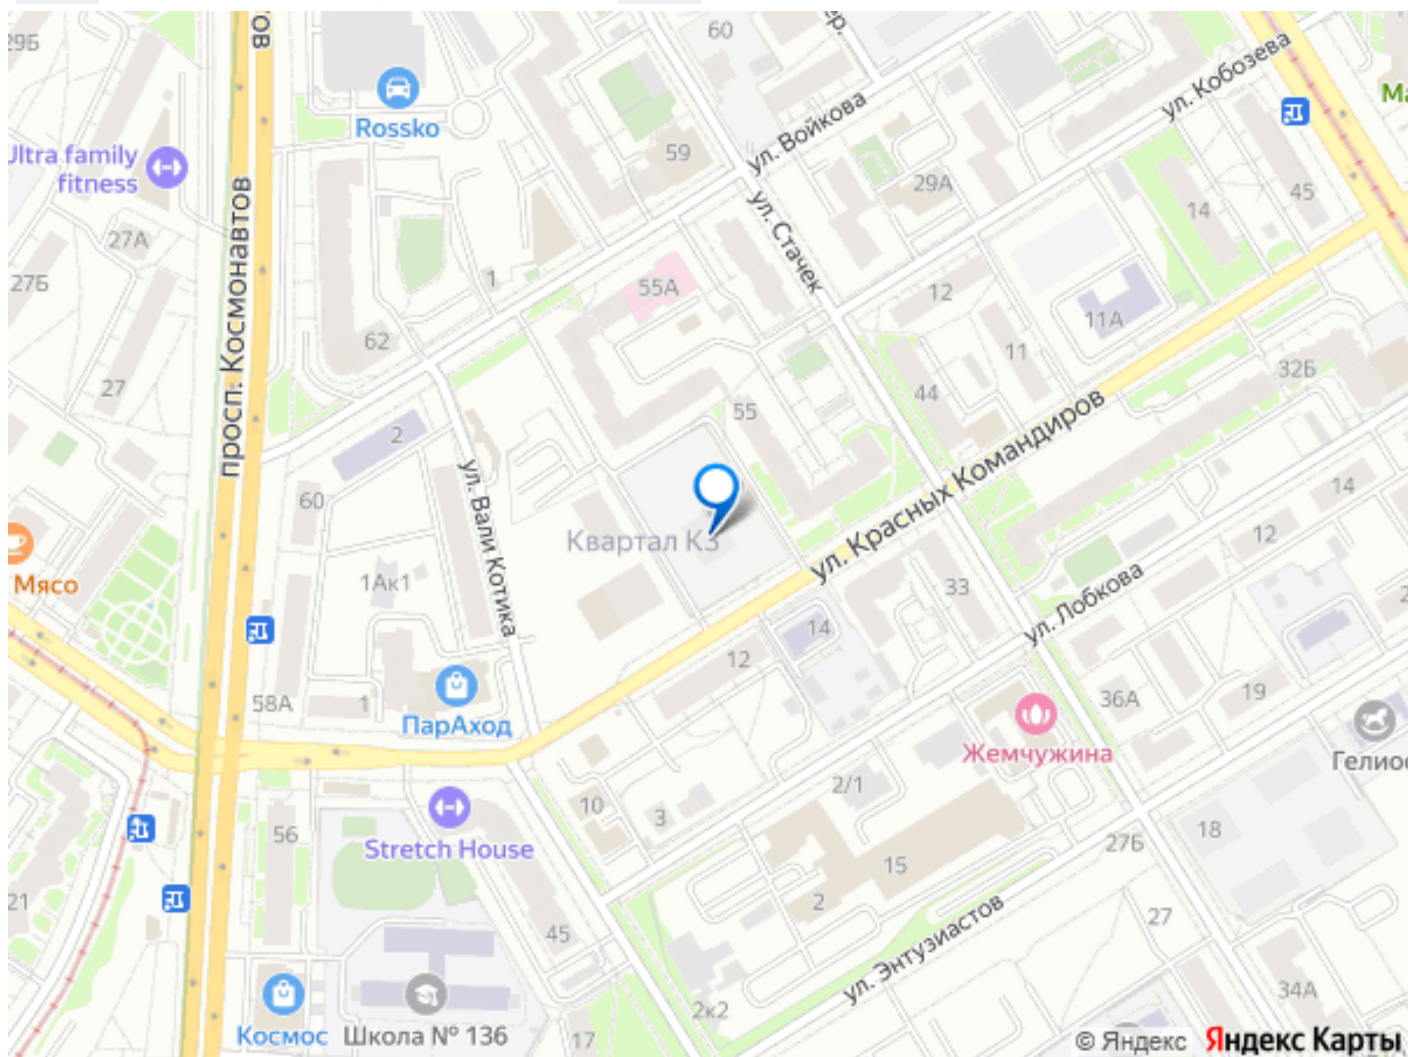 29Б
60
Rossko
ул. Войкова
ул. Кобозева
Ultra family
fitness
59
29А
45
14
просп. Космонавтов
27А
ул. Стачек
27Б
1
55А
12
11А
62
11
32Б
27
44
55
2
ул. Красных Командиров
ул. Вали Котика
60
14
Квартал КЗ
12
Мясо
1Ак1
ул. Лобкова
33
14
12
58А
1
ПарАход
36А
19
Жемчужина
10
3
2/1
56
Stretch House
18
27Б
15
21
2
27
45
ул. Энтузиастов
34А
2к2
Космос
Школа № 136
17
© Яндекс Яндекс Карты